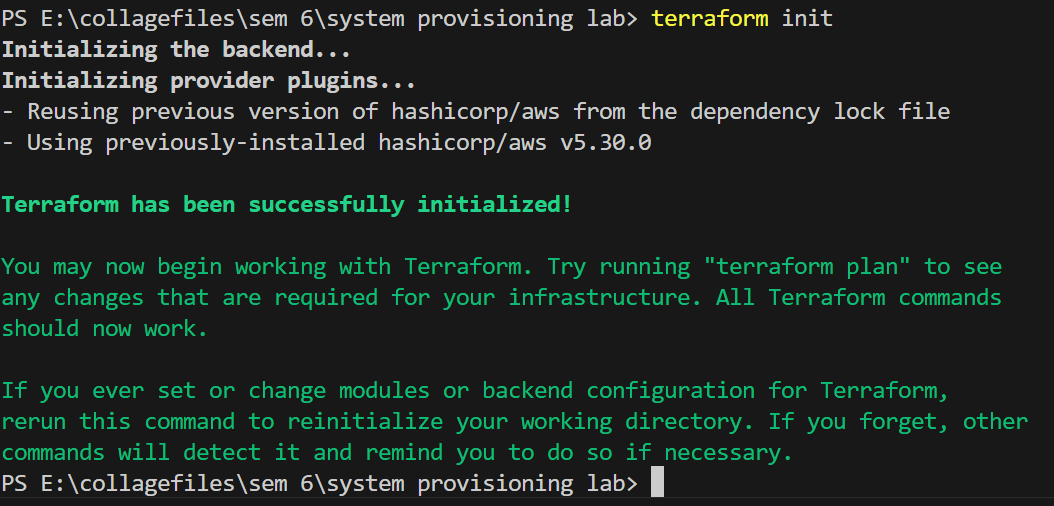 PS E:\collagefiles\sem 6\system provisioning lab> terraform init
Initializing the backend...
Initializing provider plugins...
- Reusing previous version of hashicorp/aws from the dependency lock file
- Using previously-installed hashicorp/aws v5.30.0
Terraform has been successfully initialized!
You may now begin working with Terraform. Try running "terraform plan" to see
any changes that are required for your infrastructure. All Terraform commands
should now work.
If you ever set or change modules or backend configuration for Terraform,
rerun this command to reinitialize your working directory. If you forget, other
commands will detect it and remind you to do so if necessary.
PS E:\collagefiles\sem 6\system provisioning lab>